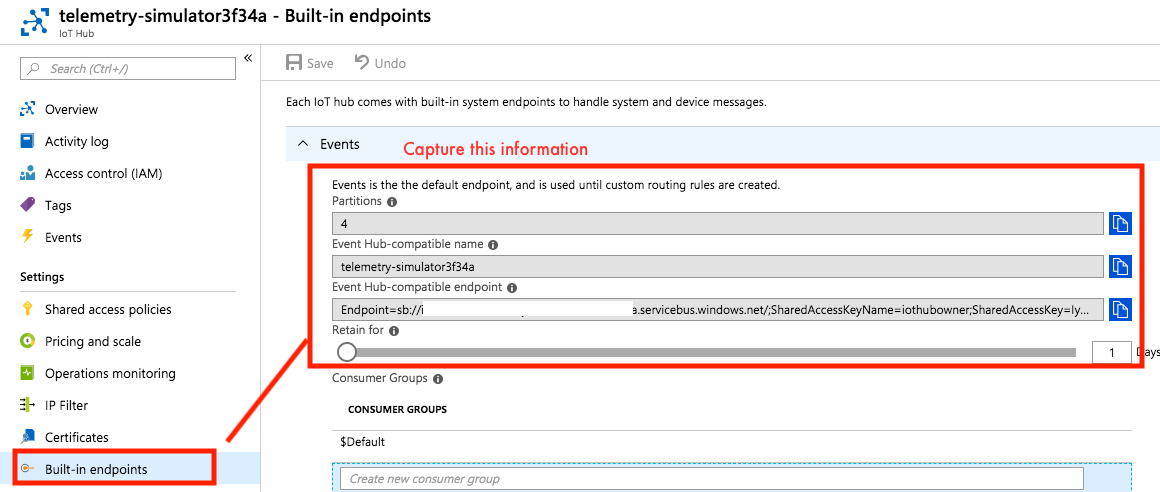 telemetry-simulator3f34a - Built-in endpoints
IoT Hub
Search (Ctrl+/)
«
Overview
Activity log
Access control (IAM)
Tags
Events
Settings
Shared access policies
Pricing and scale
Operations monitoring
IP Filter
Certificates
Built-in endpoints
Save Undo
Each IoT hub comes with built-in system endpoints to handle system and device messages.
Events
Capture this information
Events is the the default endpoint, and is used until custom routing rules are created.
Partitions
4
Event Hub-compatible name
telemetry-simulator3f34a
Event Hub-compatible endpoint
Endpoint=sb://i a.servicebus.windows.net/;SharedAccessKeyName=iothubowner;SharedAccessKey=Iy...
Retain for
1 Days
Consumer Groups
CONSUMER GROUPS
$Default
Create new consumer group